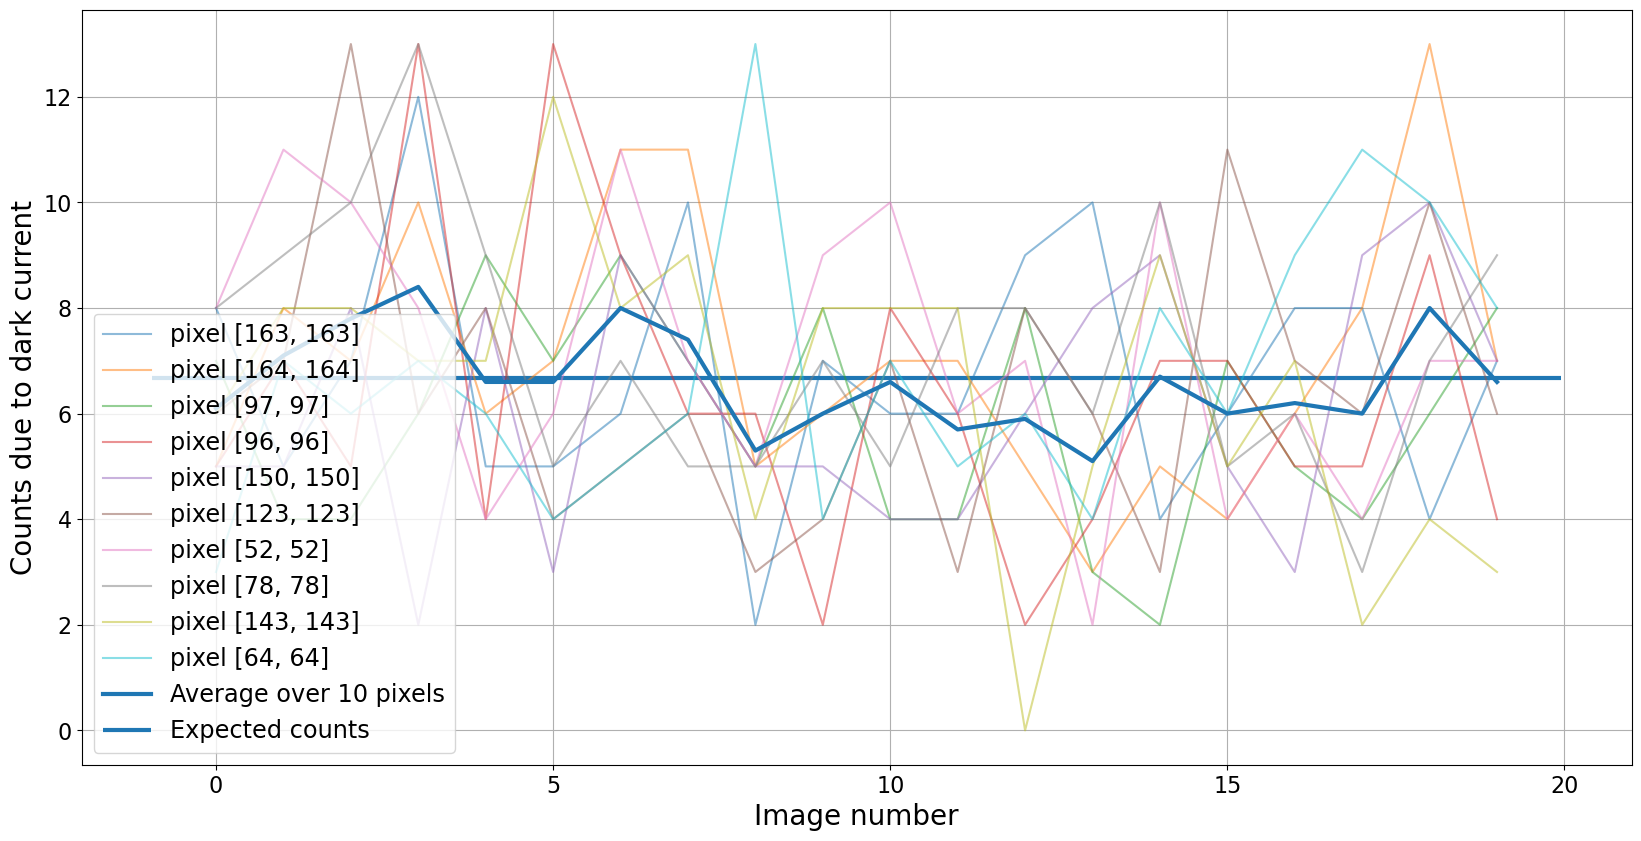 Counts due to dark current
12
10
8
6
4
2
0
pixel [163, 163]
pixel [164, 164]
pixel [97, 97]
pixel [96, 96]
pixel [150, 150]
pixel [123, 123]
pixel [52, 52]
pixel [78, 78]
pixel [143, 143]
pixel [64, 64]
Average over 10 pixels
Expected counts
0 5 10 15 20
Image number